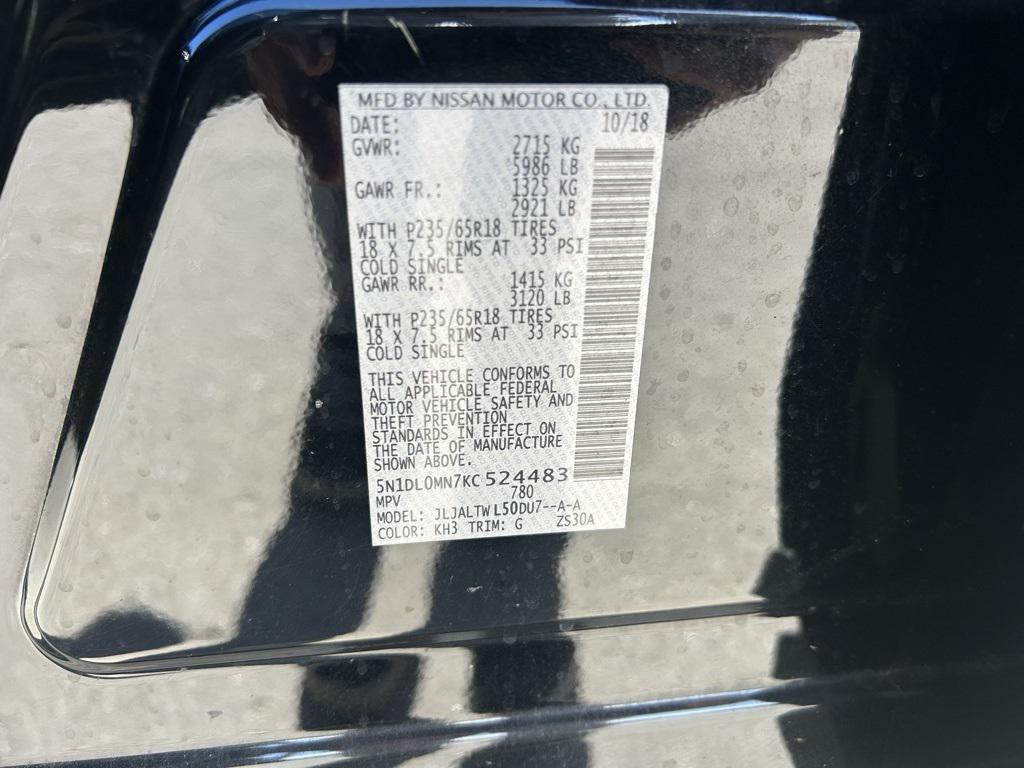 MFD BY NISSAN MOTOR CO., LTD.
DATE: 10/18
GVWR: 2715 KG
5986 LB
GAWR FR.: 1325 KG
2921 LB
WITH P235/65R18 TIRES
18 X 7.5 RIMS AT 33 PSI
COLD SINGLE
GAWR RR.: 1415 KG
3120 LB
WITH P235/65R18 TIRES
18 X 7.5 RIMS AT 33 PSI
COLD SINGLE
THIS VEHICLE CONFORMS TO
ALL APPLICABLE FEDERAL
MOTOR VEHICLE SAFETY AND
THEFT PREVENTION
STANDARDS IN EFFECT ON
THE DATE OF MANUFACTURE
SHOWN ABOVE.
5N1DL0MN7KC524483
MPV 780
MODEL: JLJALTWL50DU7--A-A
COLOR: KH3 TRIM: G ZS30A